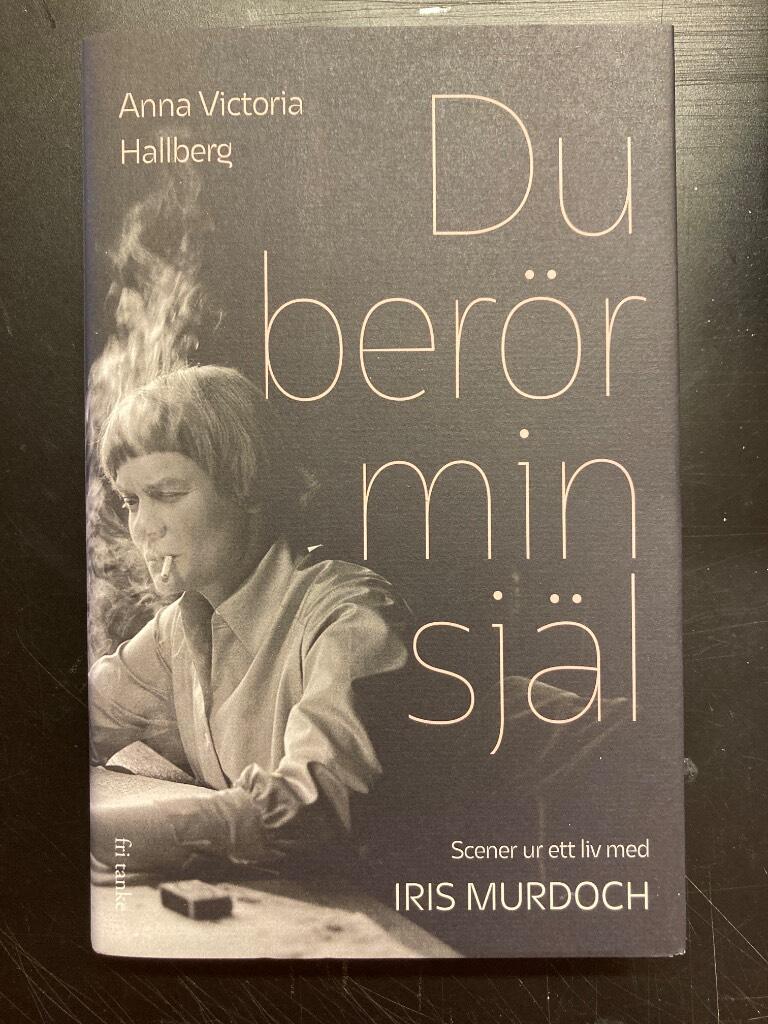 Anna Victoria
Hallberg
Du
berör
min
själ
Scener ur ett liv med
IRIS MURDOCH
fri tanke